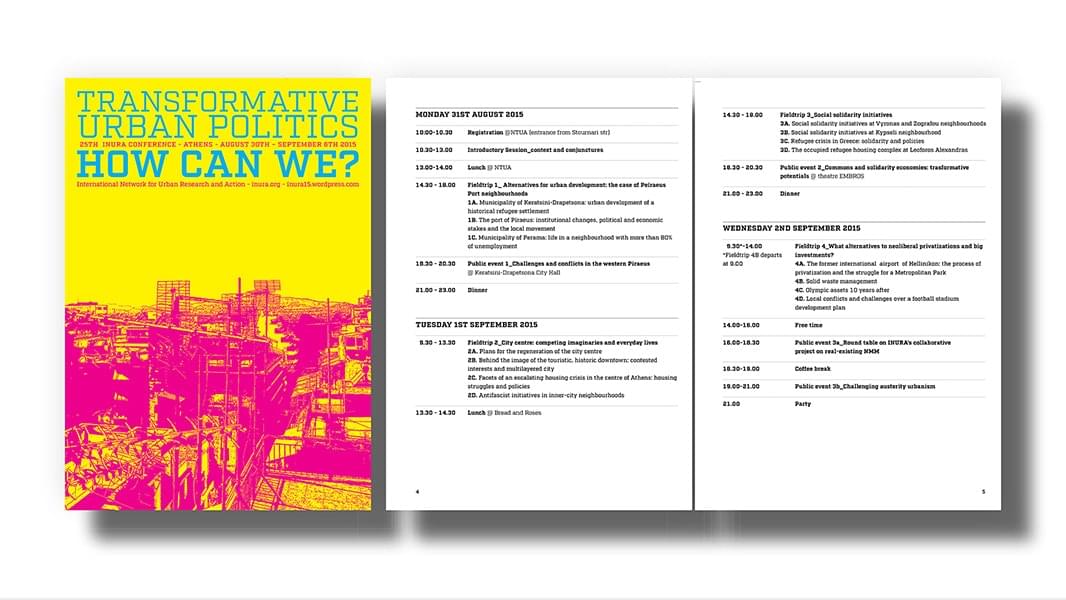 TRANSFORMATIVE
URBAN POLITICS
25TH INURA CONFERENCE - ATHENS - AUGUST 30TH - SEPTEMBER 6TH 2015
HOW CAN WE?
International Network for Urban Research and Action - inura.org - inura15.wordpress.com
MONDAY 31ST AUGUST 2015
10:00-10.30 Registration @NTUA (entrance from Stournari str)
10.30-13.00 Introductory Session_context and conjunctures
13.00-14.00 Lunch @ NTUA
14.30 - 18.00 Fieldtrip 1_ Alternatives for urban development: the case of Peiraeus
Port neighbourhoods
1A. Municipality of Keratsini-Drapetsona: urban development of a
historical refugee settlement
1B. The port of Piraeus: institutional changes, political and economic
stakes and the local movement
1C. Municipality of Perama: life in a neighbourhood with more than 80%
of unemployment
18.30 - 20.30 Public event 1_Challenges and conflicts in the western Piraeus
@ Keratsini-Drapetsona City Hall
21.00 - 23.00 Dinner
TUESDAY 1ST SEPTEMBER 2015
9.30 - 13.30 Fieldtrip 2_City centre: competing imaginaries and everyday lives
2A. Plans for the regeneration of the city centre
2B. Behind the image of the touristic, historic downtown: contested
interests and multilayered city
2C. Facets of an escalating housing crisis in the centre of Athens: housing
struggles and policies
2D. Antifascist initiatives in inner-city neighbourhoods
13.30 - 14.30 Lunch @ Bread and Roses
4
14.30 - 18.00 Fieldtrip 3_Social solidarity initiatives
3A. Social solidarity initiatives at Vyronas and Zografou neighbourhoods
3B. Social solidarity initiatives at Kypseli neighbourhood
3C. Refugee crisis in Greece: solidarity and policies
3D. The occupied refugee housing complex at Leoforos Alexandras
18.30 - 20.30 Public event 2_Commons and solidarity economies: trasformative
potentials @ theatre EMBROS
21.00 - 23.00 Dinner
WEDNESDAY 2ND SEPTEMBER 2015
9.30*-14.00 Fieldtrip 4_What alternatives to neoliberal privatizations and big
*Fieldtrip 4B departs investments?
at 9.00 4A. The former international airport of Hellinikon: the process of
privatization and the struggle for a Metropolitan Park
4B. Solid waste management
4C. Olympic assets 10 years after
4D. Local conflicts and challenges over a football stadium
development plan
14.00-16.00 Free time
16.00-18.30 Public event 3a_Round table on INURA's collaborative
project on real-existing NMM
18.30-19.00 Coffee break
19.00-21.00 Public event 3b_Challenging austerity urbanism
21.00 Party
5